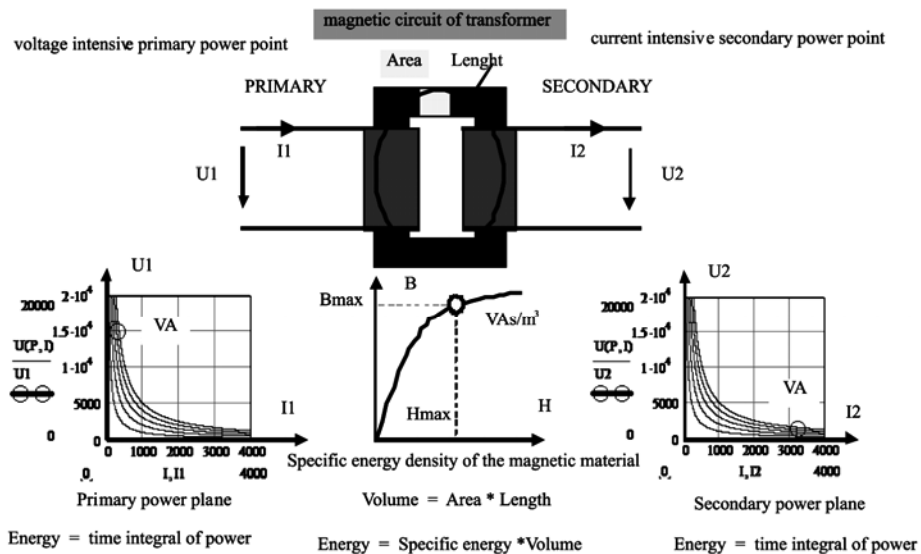 magnetic circuit of transformer
voltage intensive primary power point
current intensive secondary power point
Area
Lenght
PRIMARY
SECONDARY
I1
I2
U1
U2
U1
B
U2
20000
2·10⁴
Bmax
20000
2·10⁴
VA
VAs/m³
1.5·10⁴
1.5·10⁴
U(P, I)
U1
1·10⁴
U(P, I)
U2
1·10⁴
VA
5000
I1
Hmax
H
5000
I2
0
0
0
0
0 1000 2000 3000 4000
0 1000 2000 3000 4000
.0.
I, I1
4000
Specific energy density of the magnetic material
.0.
I, I2
4000
Primary power plane
Volume = Area * Length
Secondary power plane
Energy = time integral of power
Energy = Specific energy *Volume
Energy = time integral of power